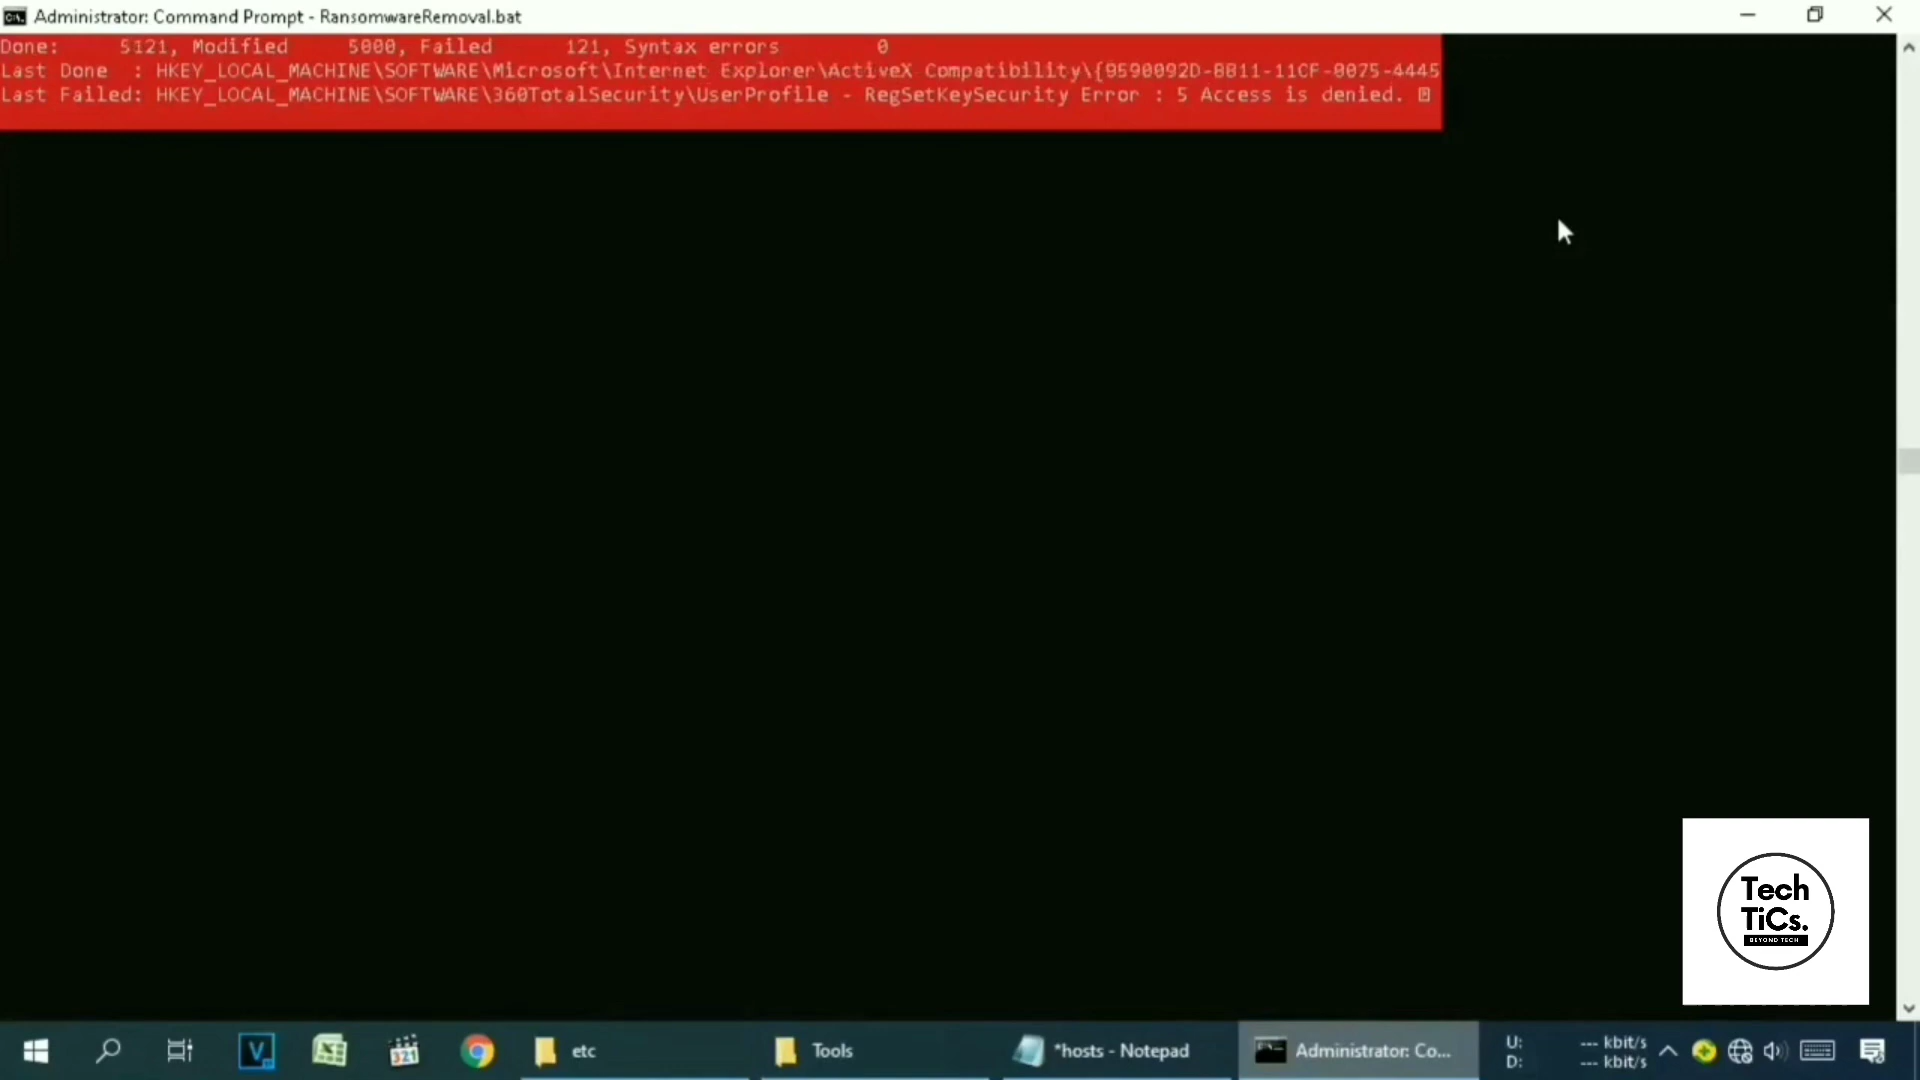 Administrator: Command Prompt - RansomwareRemoval.bat
Done: 5121, Modified 5000, Failed 121, Syntax errors 0
Last Done : HKEY_LOCAL_MACHINE\SOFTWARE\Microsoft\Internet Explorer\ActiveX Compatibility\{9590092D-8811-11CF-8075-4445
Last Failed: HKEY_LOCAL_MACHINE\SOFTWARE\360TotalSecurity\UserProfile - RegSetKeySecurity Error : 5 Access is denied.
Tech
TiCs.
BEYOND TECH
V
321
etc
Tools
*hosts - Notepad
Administrator: Co...
U: --- kbit/s
D: --- kbit/s